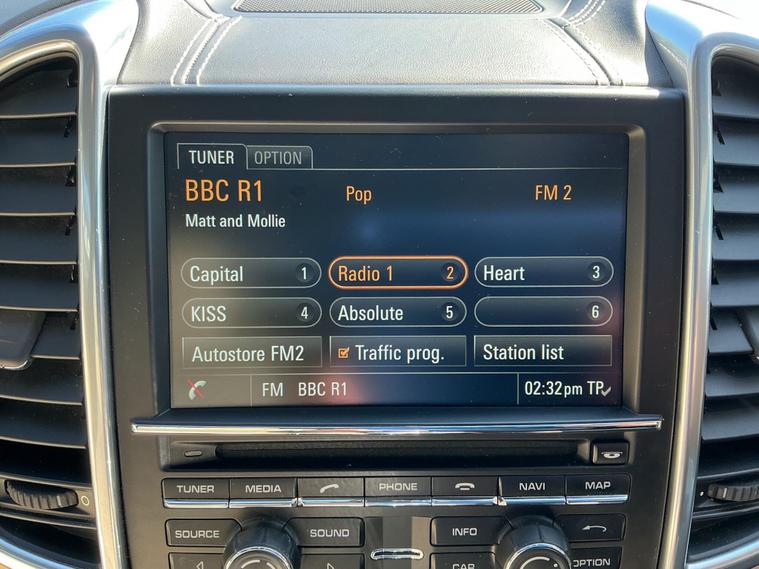 TUNER OPTION
BBC R1 Pop FM 2
Matt and Mollie
Capital 1 Radio 1 2 Heart 3
KISS 4 Absolute 5 6
Autostore FM2 Traffic prog. Station list
FM BBC R1 02:32pm TP
TUNER MEDIA PHONE NAVI MAP
SOURCE SOUND INFO
CAR OPTION